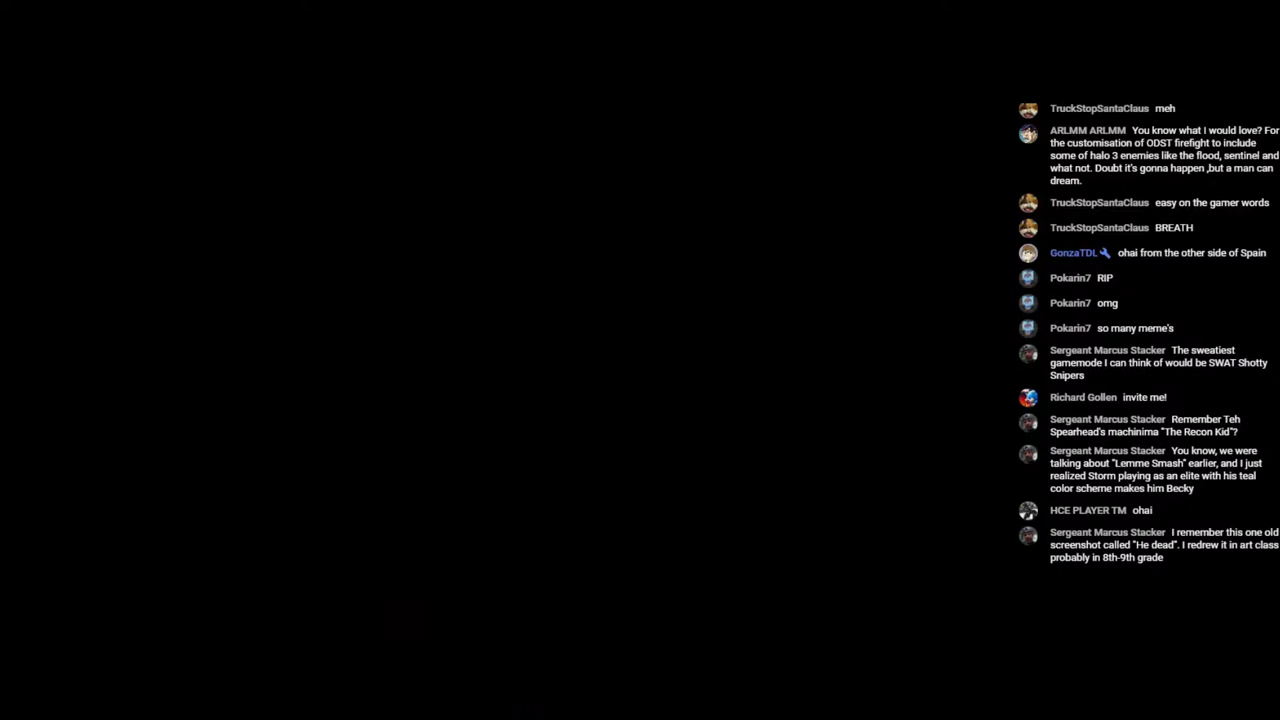 TruckStopSantaClaus meh
ARLMM ARLMM You know what I would love? For
the customisation of ODST firefight to include
some of halo 3 enemies like the flood, sentinel and
what not. Doubt it's gonna happen ,but a man can
dream.
TruckStopSantaClaus easy on the gamer words
TruckStopSantaClaus BREATH
GonzaTDL ohai from the other side of Spain
Pokarin7 RIP
Pokarin7 omg
Pokarin7 so many meme's
Sergeant Marcus Stacker The sweatiest
gamemode I can think of would be SWAT Shotty
Snipers
Richard Gollen invite me!
Sergeant Marcus Stacker Remember Teh
Spearhead's machinima "The Recon Kid"?
Sergeant Marcus Stacker You know, we were
talking about "Lemme Smash" earlier, and I just
realized Storm playing as an elite with his teal
color scheme makes him Becky
HCE PLAYER TM ohai
Sergeant Marcus Stacker I remember this one old
screenshot called "He dead". I redrew it in art class
probably in 8th-9th grade